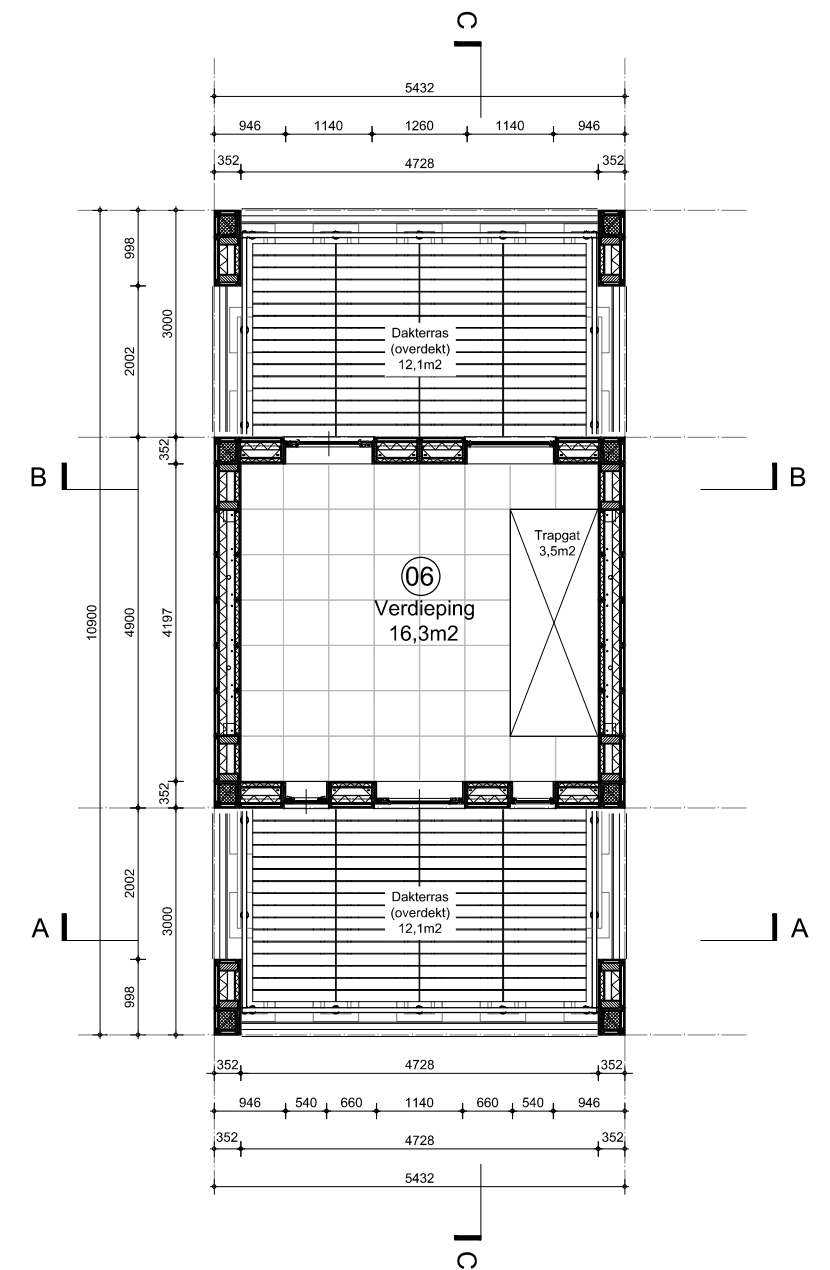 C
5432
946 1140 1260 1140 946
352 4728 352
998
2002
3000
Dakterras
(overdekt)
12,1m2
352
B B
Trapgat
3,5m2
06
Verdieping
16,3m2
10900
4900
4197
352
2002
3000
Dakterras
(overdekt)
12,1m2
A A
998
352 4728 352
946 540 660 1140 660 540 946
352 4728 352
5432
C